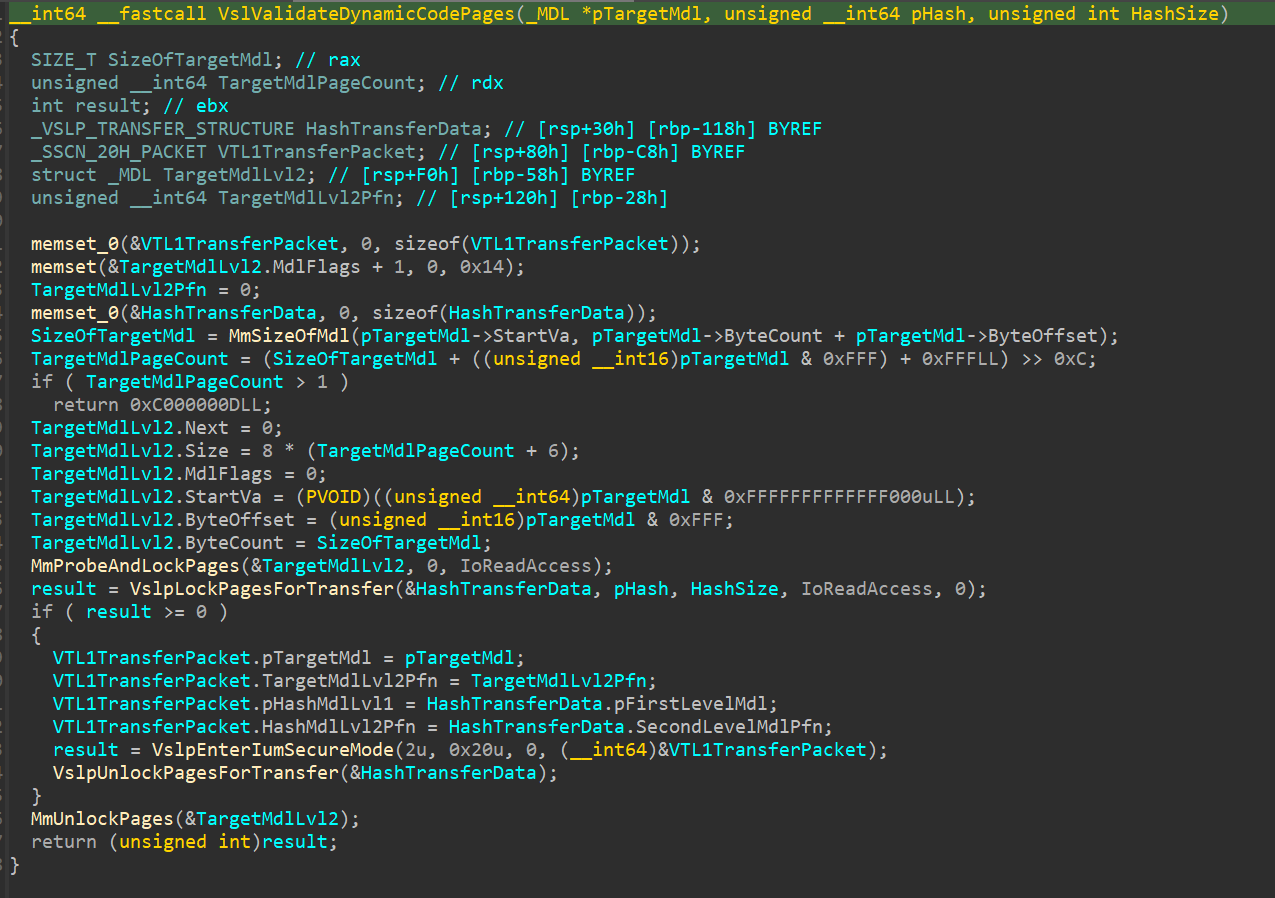 __int64 __fastcall VslValidateDynamicCodePages(_MDL *pTargetMdl, unsigned __int64 pHash, unsigned int HashSize)
{
  SIZE_T SizeOfTargetMdl; // rax
  unsigned __int64 TargetMdlPageCount; // rdx
  int result; // ebx
  _VSLP_TRANSFER_STRUCTURE HashTransferData; // [rsp+30h] [rbp-118h] BYREF
  _SSCN_20H_PACKET VTL1TransferPacket; // [rsp+80h] [rbp-C8h] BYREF
  struct _MDL TargetMdlLvl2; // [rsp+F0h] [rbp-58h] BYREF
  unsigned __int64 TargetMdlLvl2Pfn; // [rsp+120h] [rbp-28h]

  memset_0(&VTL1TransferPacket, 0, sizeof(VTL1TransferPacket));
  memset(&TargetMdlLvl2.MdlFlags + 1, 0, 0x14);
  TargetMdlLvl2Pfn = 0;
  memset_0(&HashTransferData, 0, sizeof(HashTransferData));
  SizeOfTargetMdl = MmSizeOfMdl(pTargetMdl->StartVa, pTargetMdl->ByteCount + pTargetMdl->ByteOffset);
  TargetMdlPageCount = (SizeOfTargetMdl + ((unsigned __int16)pTargetMdl & 0xFFF) + 0xFFFLL) >> 0xC;
  if ( TargetMdlPageCount > 1 )
    return 0xC000000DLL;
  TargetMdlLvl2.Next = 0;
  TargetMdlLvl2.Size = 8 * (TargetMdlPageCount + 6);
  TargetMdlLvl2.MdlFlags = 0;
  TargetMdlLvl2.StartVa = (PVOID)((unsigned __int64)pTargetMdl & 0xFFFFFFFFFFFFF000uLL);
  TargetMdlLvl2.ByteOffset = (unsigned __int16)pTargetMdl & 0xFFF;
  TargetMdlLvl2.ByteCount = SizeOfTargetMdl;
  MmProbeAndLockPages(&TargetMdlLvl2, 0, IoReadAccess);
  result = VslpLockPagesForTransfer(&HashTransferData, pHash, HashSize, IoReadAccess, 0);
  if ( result >= 0 )
  {
    VTL1TransferPacket.pTargetMdl = pTargetMdl;
    VTL1TransferPacket.TargetMdlLvl2Pfn = TargetMdlLvl2Pfn;
    VTL1TransferPacket.pHashMdlLvl1 = HashTransferData.pFirstLevelMdl;
    VTL1TransferPacket.HashMdlLvl2Pfn = HashTransferData.SecondLevelMdlPfn;
    result = VslpEnterIumSecureMode(2u, 0x20u, 0, (__int64)&VTL1TransferPacket);
    VslpUnlockPagesForTransfer(&HashTransferData);
  }
  MmUnlockPages(&TargetMdlLvl2);
  return (unsigned int)result;
}